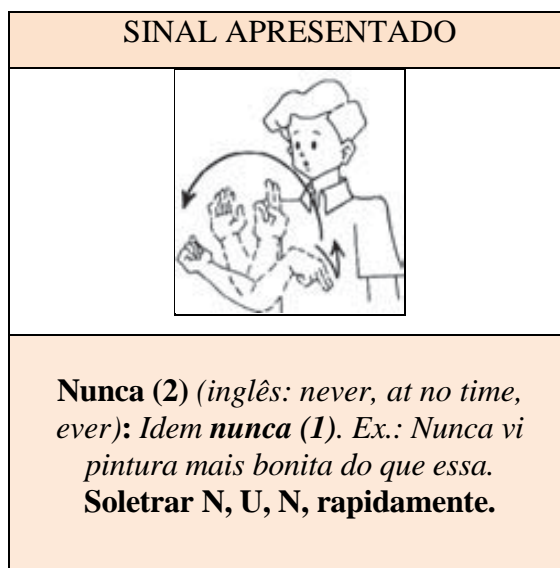 SINAL APRESENTADO
Nunca (2) (inglês: never, at no time,
ever): Idem nunca (1). Ex.: Nunca vi
pintura mais bonita do que essa.
Soletrar N, U, N, rapidamente.